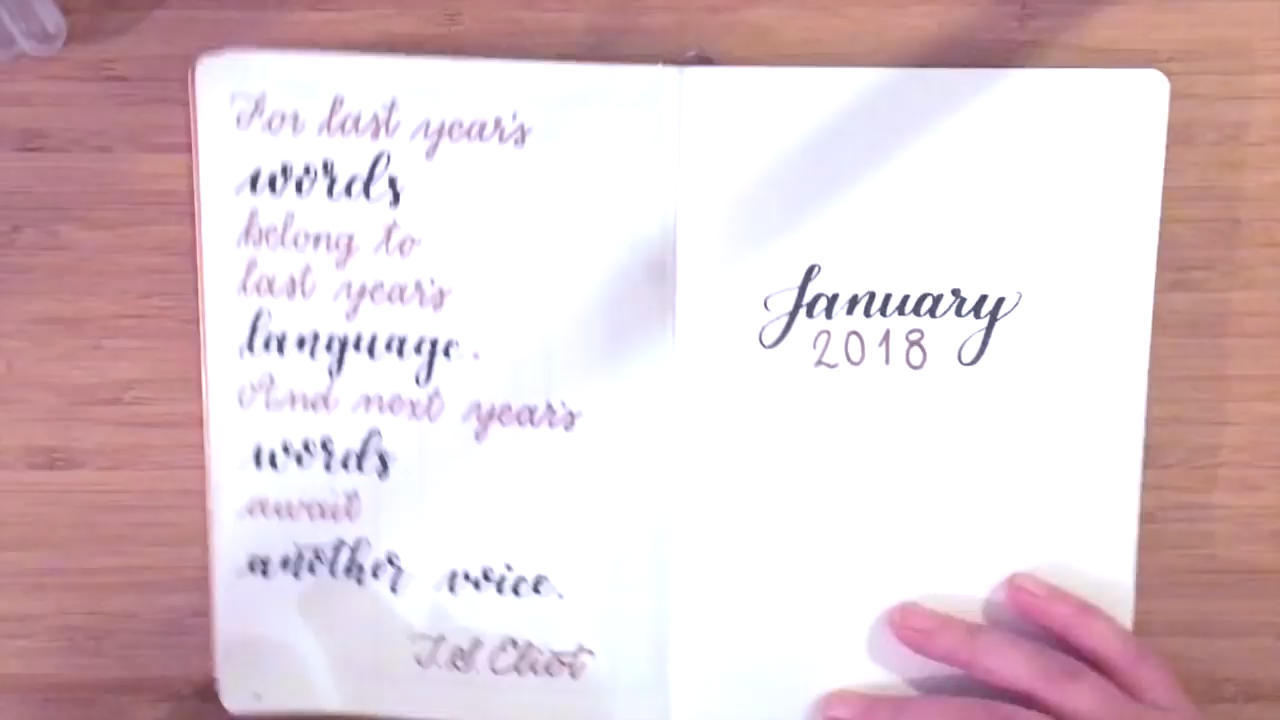 For last year's
words
belong to
last year's
language.
And next year's
words
await
another voice.
T.S. Eliot
January
2018